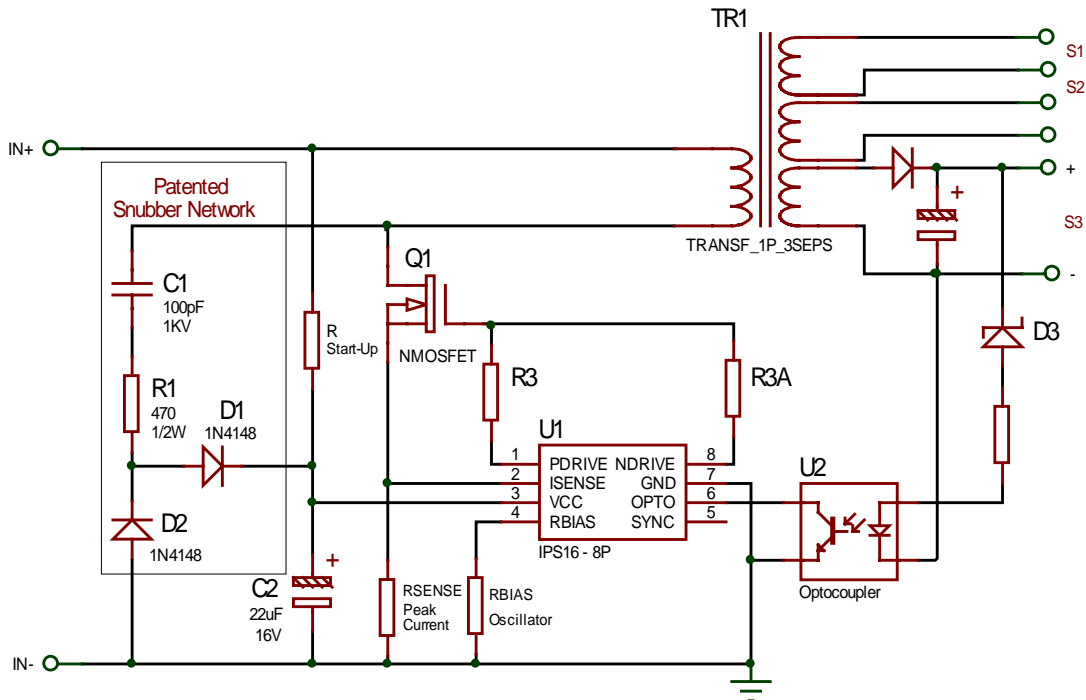 TR1
S1
S2
IN+
Patented
Snubber Network
+
+
S3
TRANSF_1P_3SEPS
-
Q1
C1
100pF
1KV
R
Start-Up
NMOSFET
D3
R3
R3A
R1
470
1/2W
D1
1N4148
U1
1 PDRIVE NDRIVE 8
2 ISENSE GND 7
3 VCC OPTO 6
4 RBIAS SYNC 5
IPS16 - 8P
U2
Optocoupler
D2
1N4148
+
C2
22uF
16V
RSENSE
Peak
Current
RBIAS
Oscillator
IN-